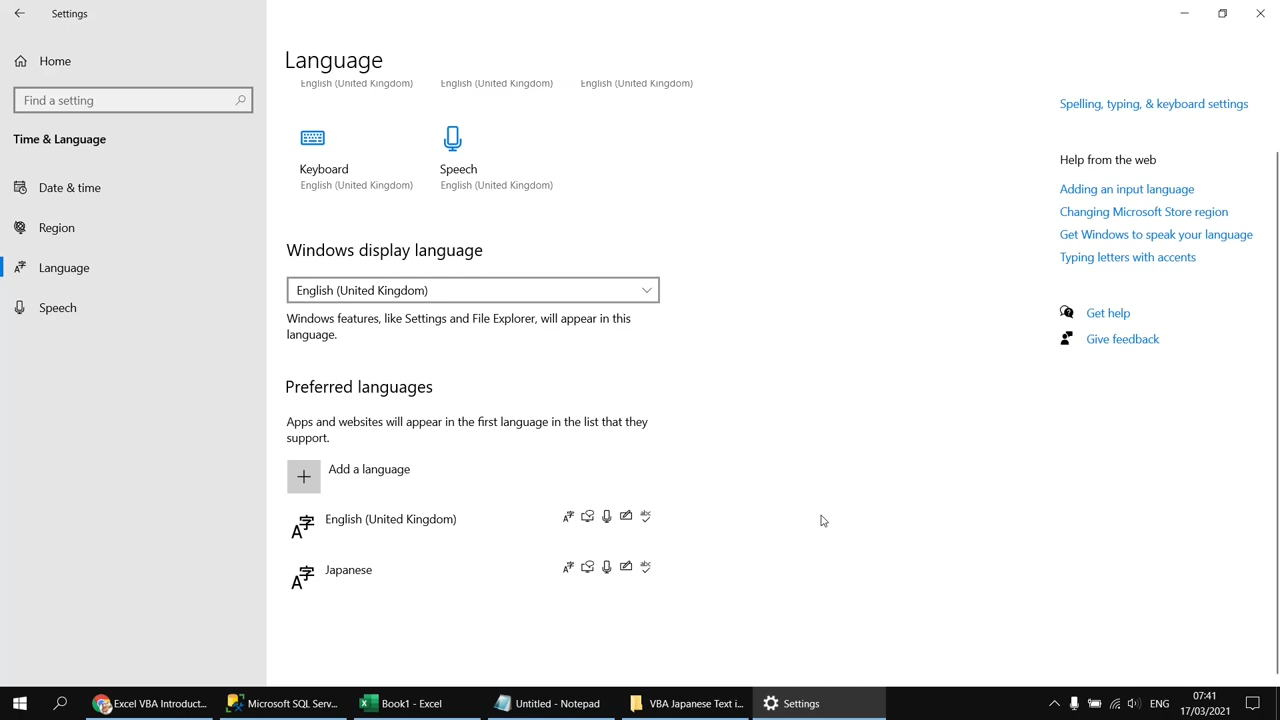 Settings
Home
Find a setting
Time & Language
Date & time
Region
Language
Speech
Language
English (United Kingdom)
English (United Kingdom)
English (United Kingdom)
Keyboard
English (United Kingdom)
Speech
English (United Kingdom)
Windows display language
English (United Kingdom)
Windows features, like Settings and File Explorer, will appear in this
language.
Preferred languages
Apps and websites will appear in the first language in the list that they
support.
Add a language
A字
English (United Kingdom)
abc
A字
Japanese
abc
Spelling, typing, & keyboard settings
Help from the web
Adding an input language
Changing Microsoft Store region
Get Windows to speak your language
Typing letters with accents
Get help
Give feedback
Excel VBA Introduct...
Microsoft SQL Serv...
Book1 - Excel
Untitled - Notepad
VBA Japanese Text i...
Settings
ENG
07:41
17/03/2021